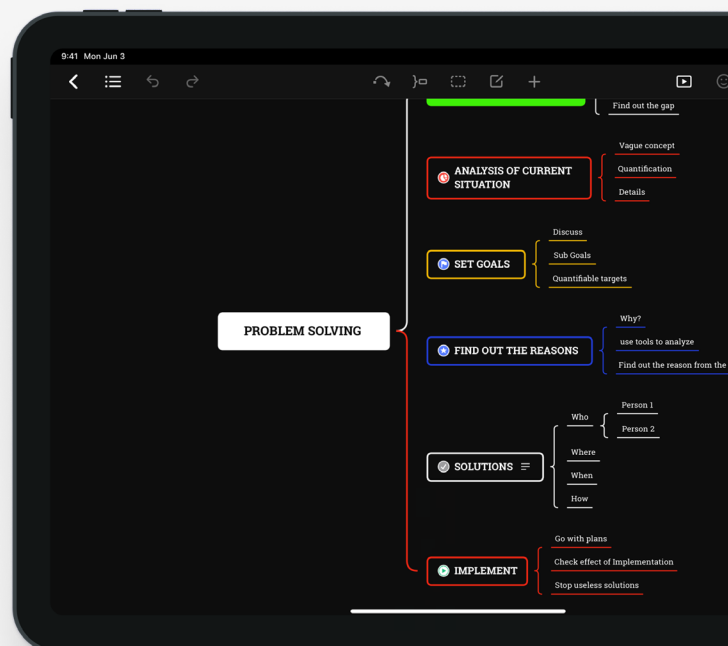 9:41 Mon Jun 3
Find out the gap
ANALYSIS OF CURRENT
SITUATION
Vague concept
Quantification
Details
SET GOALS
Discuss
Sub Goals
Quantifiable targets
PROBLEM SOLVING
FIND OUT THE REASONS
Why?
use tools to analyze
Find out the reason from the
SOLUTIONS
Who
Person 1
Person 2
Where
When
How
IMPLEMENT
Go with plans
Check effect of Implementation
Stop useless solutions